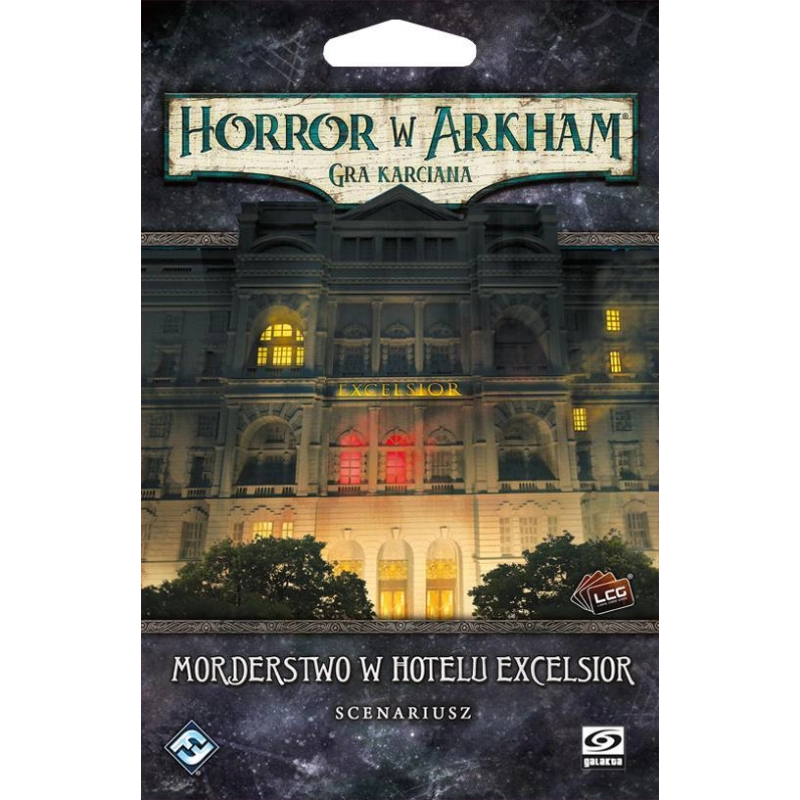 HORROR W ARKHAM®
GRA KARCIANA
EXCELSIOR
LCG®
MORDERSTWO W HOTELU EXCELSIOR
SCENARIUSZ
galakta